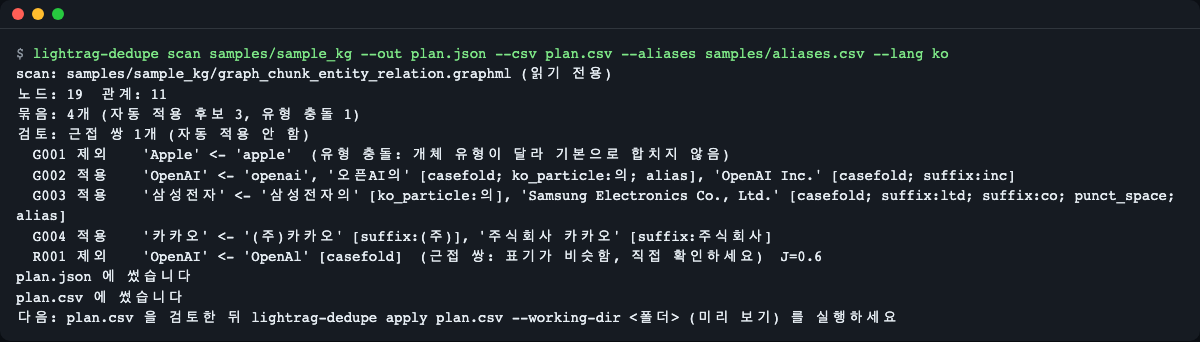 $ lightrag-dedupe scan samples/sample_kg --out plan.json --csv plan.csv --aliases samples/aliases.csv --lang ko
scan: samples/sample_kg/graph_chunk_entity_relation.graphml (읽기 전용)
노드: 19  관계: 11
묶음: 4개 (자동 적용 후보 3, 유형 충돌 1)
검토: 근접 쌍 1개 (자동 적용 안 함)
  G001 제외    'Apple' <- 'apple'  (유형 충돌: 개체 유형이 달라 기본으로 합치지 않음)
  G002 적용    'OpenAI' <- 'openai', '오픈AI의' [casefold; ko_particle:의; alias], 'OpenAI Inc.' [casefold; suffix:inc]
  G003 적용    '삼성전자' <- '삼성전자의' [ko_particle:의], 'Samsung Electronics Co., Ltd.' [casefold; suffix:ltd; suffix:co; punct_space;
alias]
  G004 적용    '카카오' <- '(주)카카오' [suffix:(주)], '주식회사 카카오' [suffix:주식회사]
  R001 제외    'OpenAI' <- 'OpenAl' [casefold]  (근접 쌍: 표기가 비슷함, 직접 확인하세요)  J=0.6
plan.json 에 썼습니다
plan.csv 에 썼습니다
다음: plan.csv 을 검토한 뒤 lightrag-dedupe apply plan.csv --working-dir <폴더> (미리 보기) 를 실행하세요